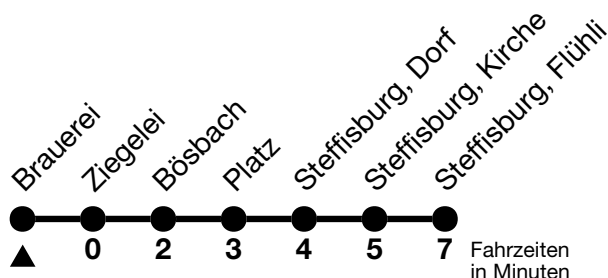 Brauerei
Ziegelei
Bösbach
Platz
Steffisburg, Dorf
Steffisburg, Kirche
Steffisburg, Flühli
0 2 3 4 5 7 Fahrzeiten
in Minuten